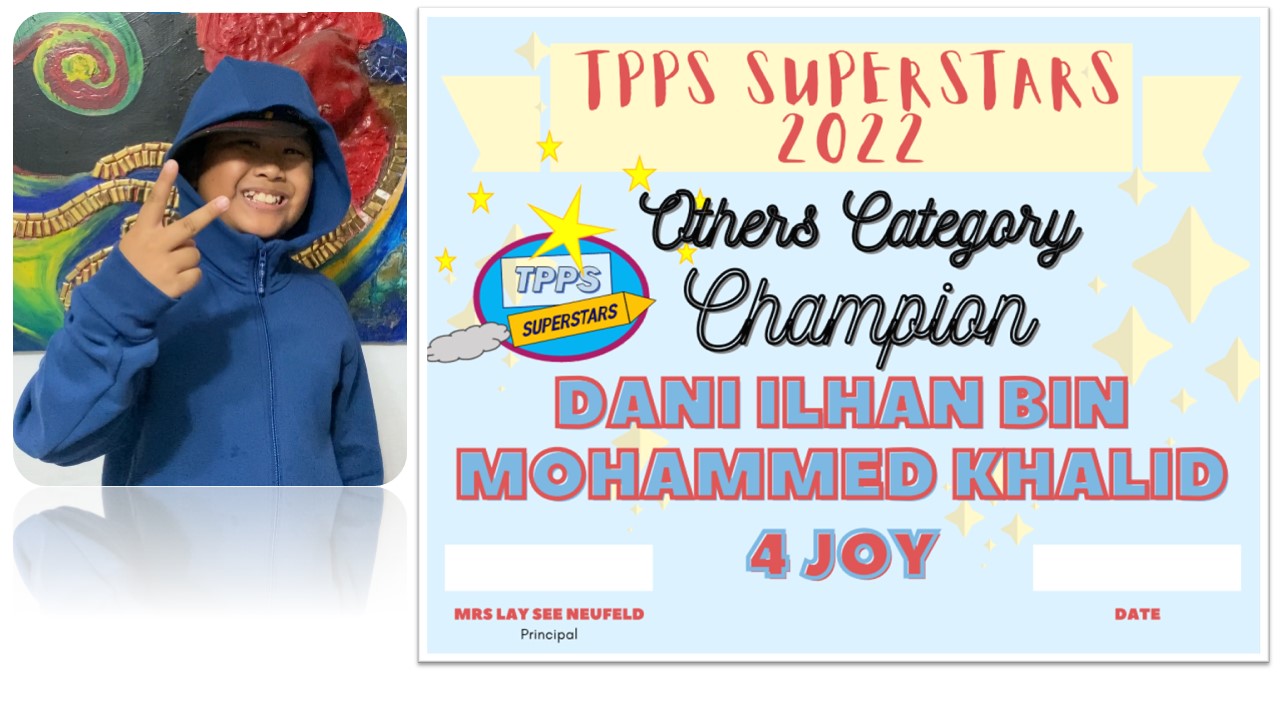 TPPS SUPERSTARS
2022
Others Category
Champion
TPPS
SUPERSTARS
DANI ILHAN BIN
MOHAMMED KHALID
4 JOY
MRS LAY SEE NEUFELD
Principal
DATE